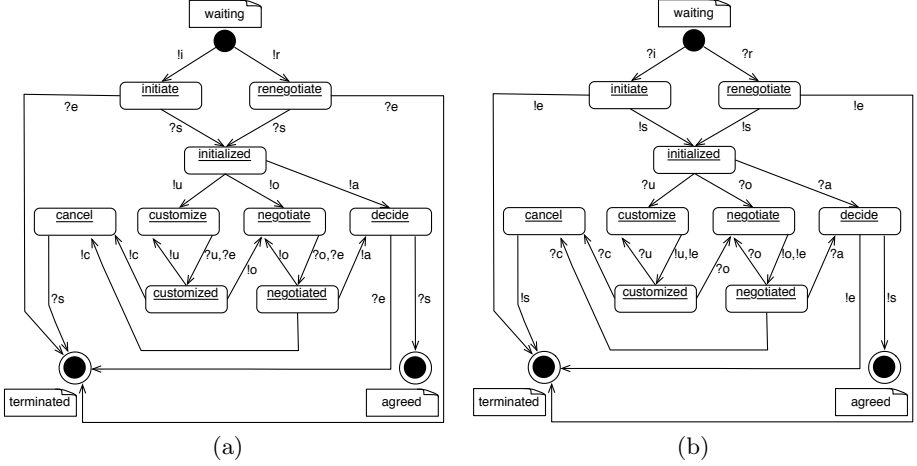 waiting
waiting
!i !r
?i ?r
initiate renegotiate
initiate renegotiate
?e ?e
!e !e
?s ?s
!s !s
initialized
initialized
!u !o !a
?u ?o ?a
cancel customize negotiate decide
cancel customize negotiate decide
!c !c !u ?u,?e !o !o ?o,?e !a
?c ?c ?u !u,!e ?o ?o !o,!e ?a
customized negotiated
customized negotiated
?s ?e ?s
!s !e !s
terminated agreed
terminated agreed
(a) (b)